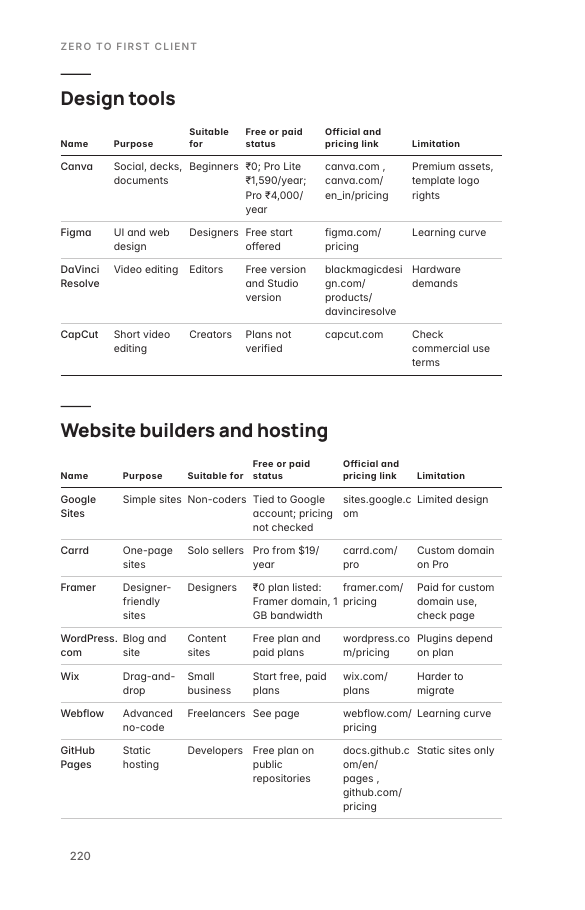 ZERO TO FIRST CLIENT
Design tools
Name Purpose Suitable for Free or paid status Official and pricing link Limitation
Canva Social, decks, documents Beginners ₹0; Pro Lite ₹1,590/year; Pro ₹4,000/year canva.com , canva.com/en_in/pricing Premium assets, template logo rights
Figma UI and web design Designers Free start offered figma.com/pricing Learning curve
DaVinci Resolve Video editing Editors Free version and Studio version blackmagicdesign.com/products/davinciresolve Hardware demands
CapCut Short video editing Creators Plans not verified capcut.com Check commercial use terms
Website builders and hosting
Name Purpose Suitable for Free or paid status Official and pricing link Limitation
Google Sites Simple sites Non-coders Tied to Google account; pricing not checked sites.google.com Limited design
Carrd One-page sites Solo sellers Pro from $19/year carrd.com/pro Custom domain on Pro
Framer Designer-friendly sites Designers ₹0 plan listed: Framer domain, 1 GB bandwidth framer.com/pricing Paid for custom domain use, check page
WordPress.com Blog and site Content sites Free plan and paid plans wordpress.com/pricing Plugins depend on plan
Wix Drag-and-drop Small business Start free, paid plans wix.com/plans Harder to migrate
Webflow Advanced no-code Freelancers See page webflow.com/pricing Learning curve
GitHub Pages Static hosting Developers Free plan on public repositories docs.github.com/en/pages , github.com/pricing Static sites only
220